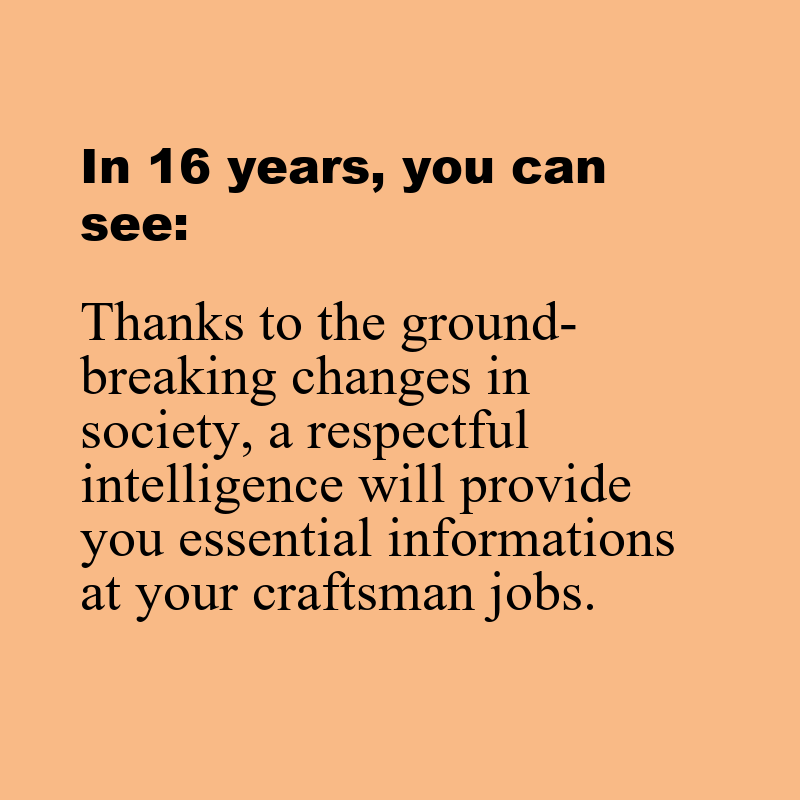 In 16 years, you can
see:
Thanks to the ground-
breaking changes in
society, a respectful
intelligence will provide
you essential informations
at your craftsman jobs.